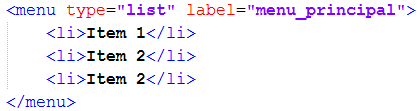 <menu type="list" label="menu_principal">
<li>Item 1</li>
<li>Item 2</li>
<li>Item 2</li>
</menu>